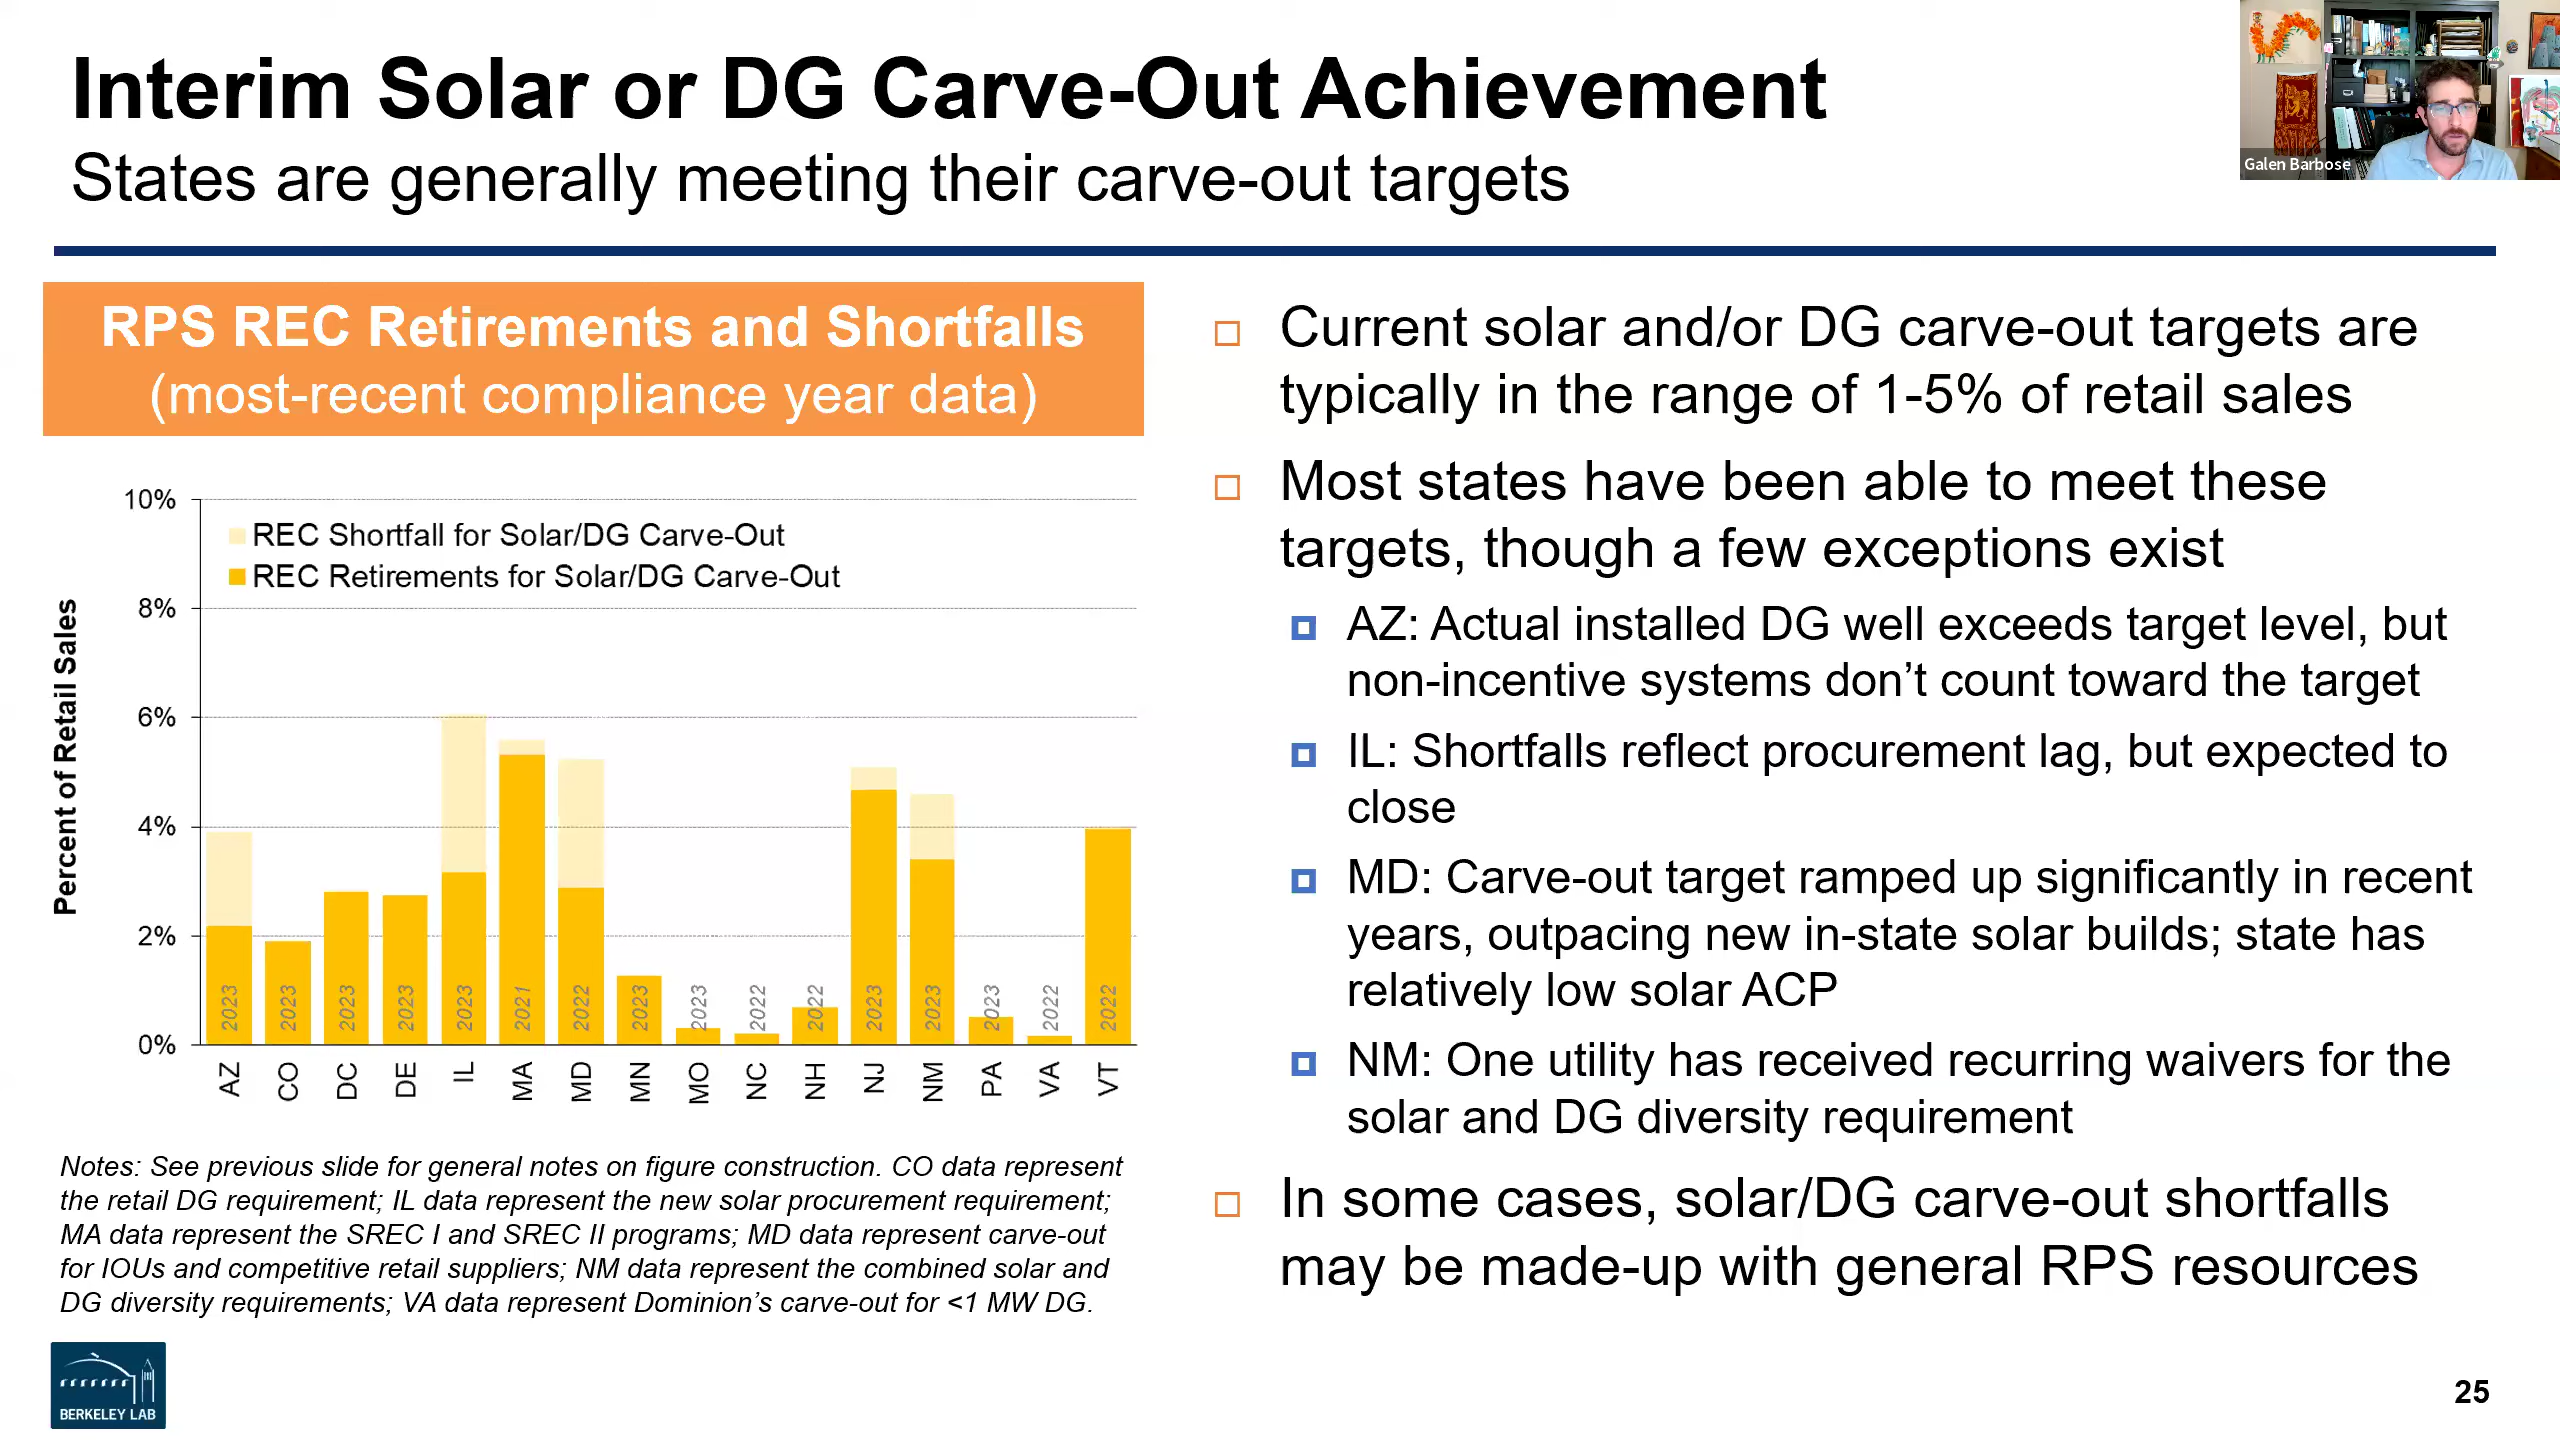 Interim Solar or DG Carve-Out Achievement
States are generally meeting their carve-out targets
Galen Barbose
RPS REC Retirements and Shortfalls
(most-recent compliance year data)
Percent of Retail Sales
10%
8%
6%
4%
2%
0%
REC Shortfall for Solar/DG Carve-Out
REC Retirements for Solar/DG Carve-Out
2023 2023 2023 2023 2023 2021 2022 2023 2023 2022 2022 2023 2023 2023 2022 2022
AZ CO DC DE IL MA MD MN MO NC NH NJ NM PA VA VT
Notes: See previous slide for general notes on figure construction. CO data represent
the retail DG requirement; IL data represent the new solar procurement requirement;
MA data represent the SREC I and SREC II programs; MD data represent carve-out
for IOUs and competitive retail suppliers; NM data represent the combined solar and
DG diversity requirements; VA data represent Dominion’s carve-out for <1 MW DG.
Current solar and/or DG carve-out targets are
typically in the range of 1-5% of retail sales
Most states have been able to meet these
targets, though a few exceptions exist
AZ: Actual installed DG well exceeds target level, but
non-incentive systems don’t count toward the target
IL: Shortfalls reflect procurement lag, but expected to
close
MD: Carve-out target ramped up significantly in recent
years, outpacing new in-state solar builds; state has
relatively low solar ACP
NM: One utility has received recurring waivers for the
solar and DG diversity requirement
In some cases, solar/DG carve-out shortfalls
may be made-up with general RPS resources
BERKELEY LAB
25